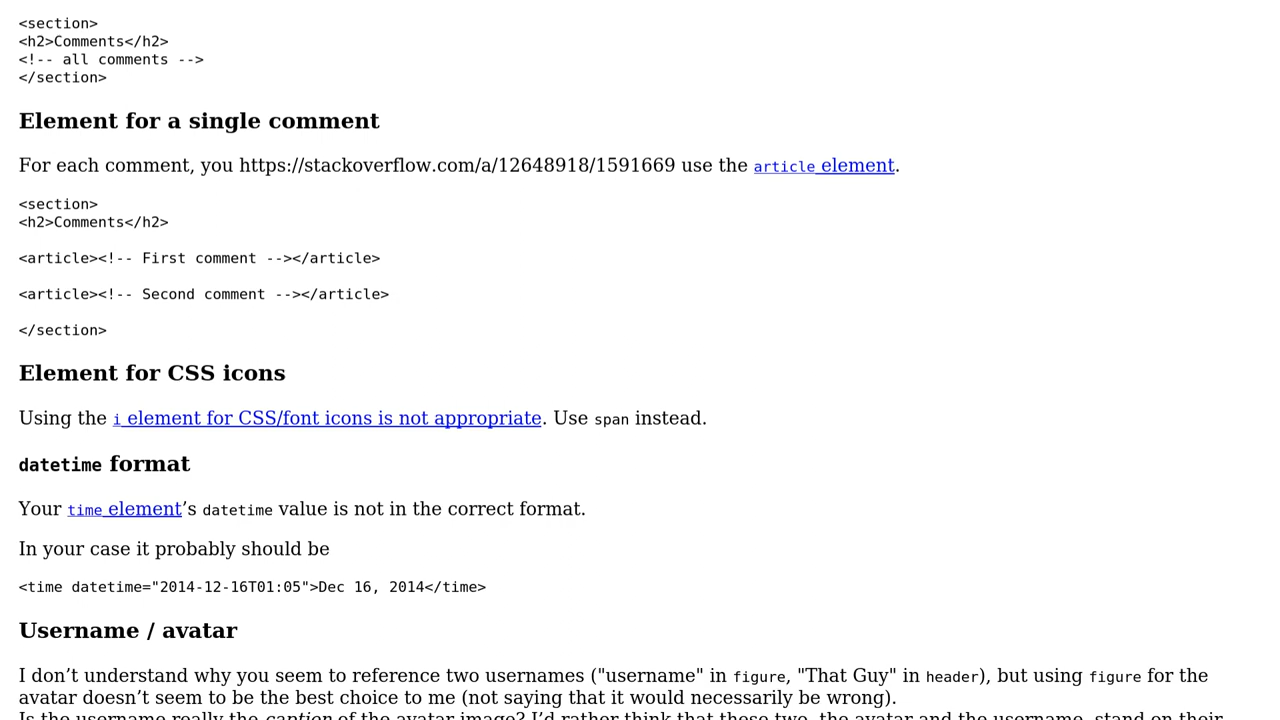 <section>
<h2>Comments</h2>
<!-- all comments -->
</section>
Element for a single comment
For each comment, you https://stackoverflow.com/a/12648918/1591669 use the article element.
<section>
<h2>Comments</h2>
<article><!-- First comment --></article>
<article><!-- Second comment --></article>
</section>
Element for CSS icons
Using the i element for CSS/font icons is not appropriate. Use span instead.
datetime format
Your time element’s datetime value is not in the correct format.
In your case it probably should be
<time datetime="2014-12-16T01:05">Dec 16, 2014</time>
Username / avatar
I don’t understand why you seem to reference two usernames ("username" in figure, "That Guy" in header), but using figure for the
avatar doesn’t seem to be the best choice to me (not saying that it would necessarily be wrong).
Is the username really the caption of the avatar image? I’d rather think that these two, the avatar and the username, stand on their